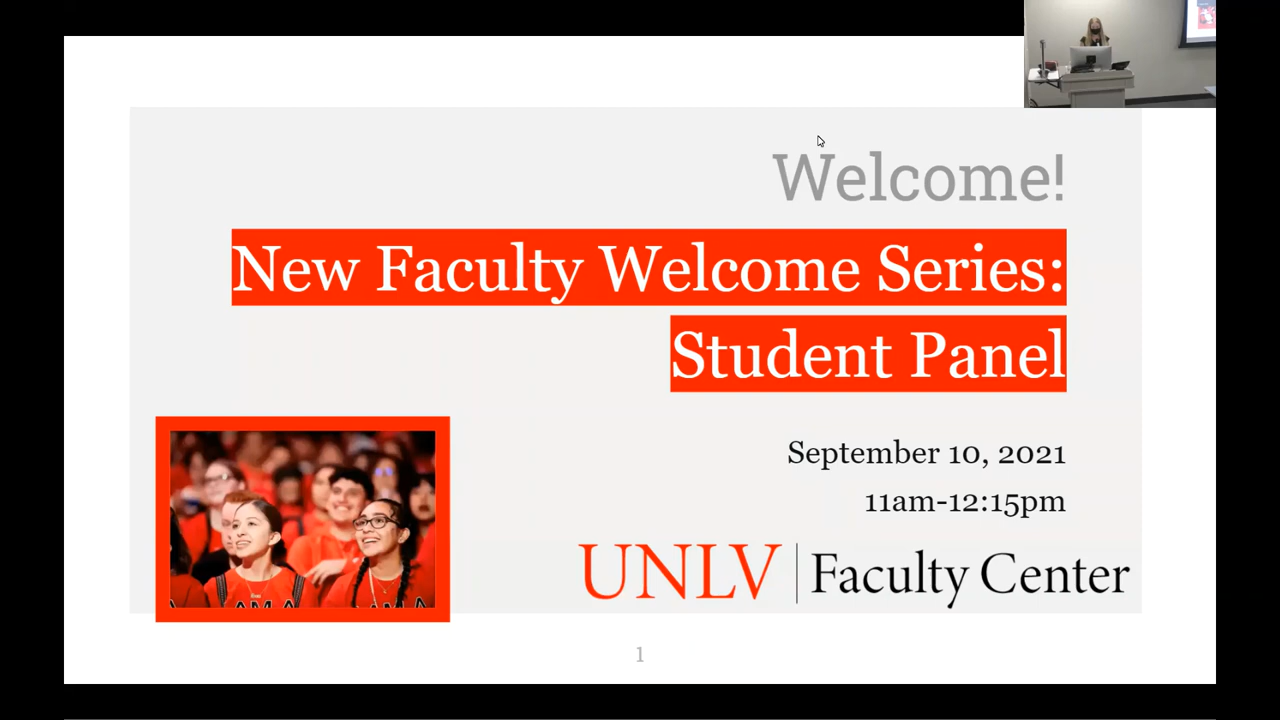 Welcome!
New Faculty Welcome Series:
Student Panel
September 10, 2021
11am-12:15pm
UNLV | Faculty Center
1